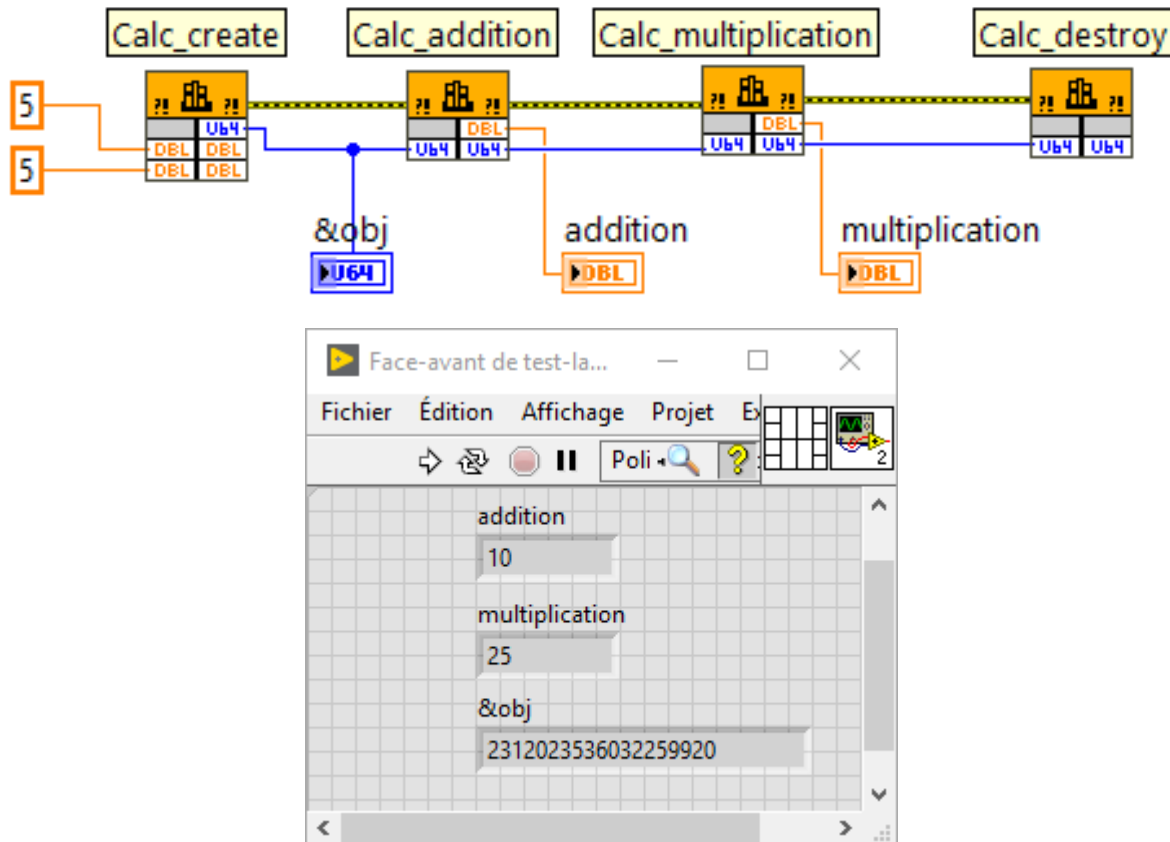 Calc_create Calc_addition Calc_multiplication Calc_destroy
5
?! ?! ?! ?! ?! ?! ?! ?!
U64 DBL DBL
DBL DBL U64 U64 U64 U64 U64 U64
5 DBL DBL
&obj addition multiplication
U64 DBL DBL
Face-avant de test-la...
Fichier Édition Affichage Projet Ex
Poli ? 2
addition
10
multiplication
25
&obj
2312023536032259920